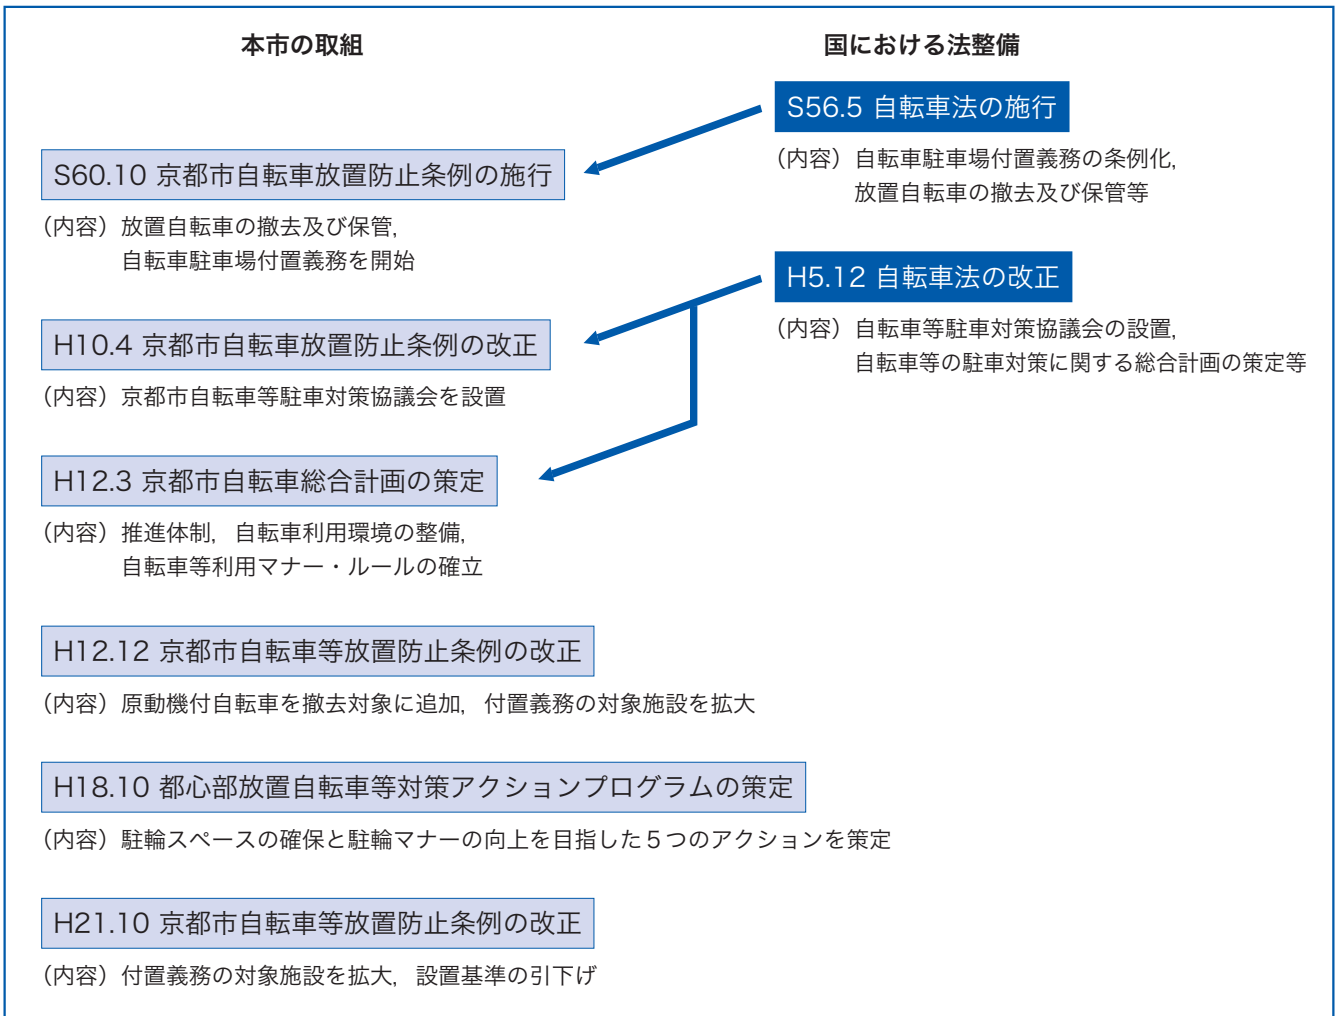 本市の取組
国における法整備
S56.5 自転車法の施行
(内容) 自転車駐車場付置義務の条例化,
放置自転車の撤去及び保管等
S60.10 京都市自転車放置防止条例の施行
(内容) 放置自転車の撤去及び保管,
自転車駐車場付置義務を開始
H5.12 自転車法の改正
(内容) 自転車等駐車対策協議会の設置,
自転車等の駐車対策に関する総合計画の策定等
H10.4 京都市自転車放置防止条例の改正
(内容) 京都市自転車等駐車対策協議会を設置
H12.3 京都市自転車総合計画の策定
(内容) 推進体制, 自転車利用環境の整備,
自転車等利用マナー・ルールの確立
H12.12 京都市自転車等放置防止条例の改正
(内容) 原動機付自転車を撤去対象に追加, 付置義務の対象施設を拡大
H18.10 都心部放置自転車等対策アクションプログラムの策定
(内容) 駐輪スペースの確保と駐輪マナーの向上を目指した5つのアクションを策定
H21.10 京都市自転車等放置防止条例の改正
(内容) 付置義務の対象施設を拡大, 設置基準の引下げ